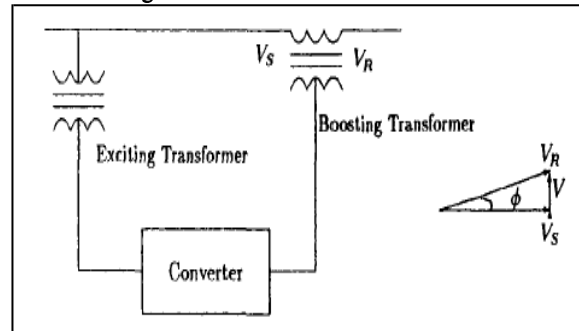 V_S V_R
Boosting Transformer
Exciting Transformer
V_R
V
ϕ
V_S
Converter